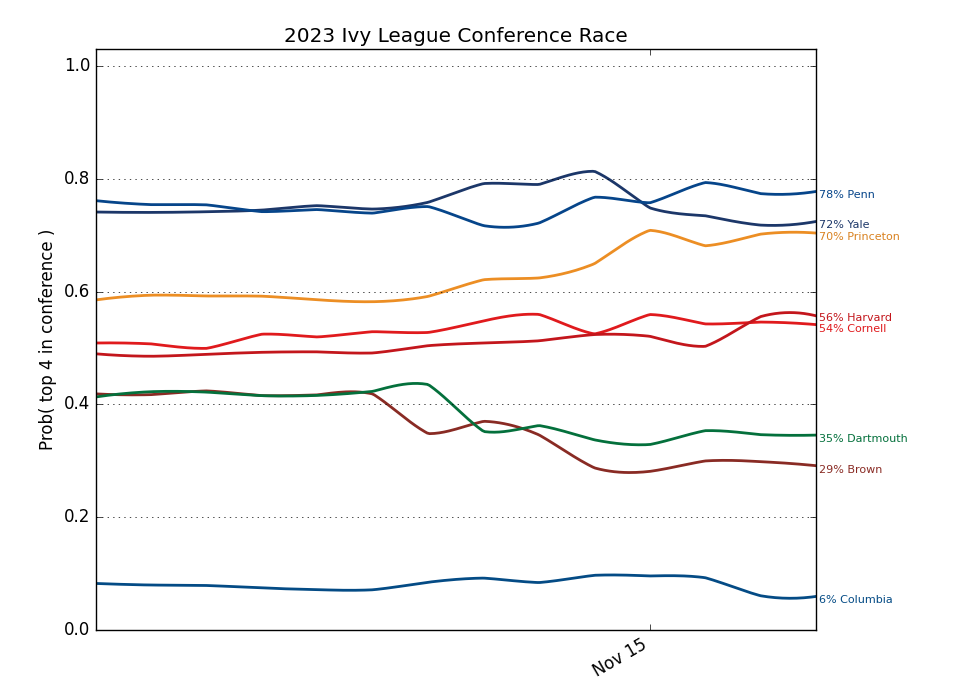 2023 Ivy League Conference Race
1.0
0.8
0.6
0.4
0.2
0.0
Prob( top 4 in conference )
Nov 15
78% Penn
72% Yale
70% Princeton
56% Harvard
54% Cornell
35% Dartmouth
29% Brown
6% Columbia